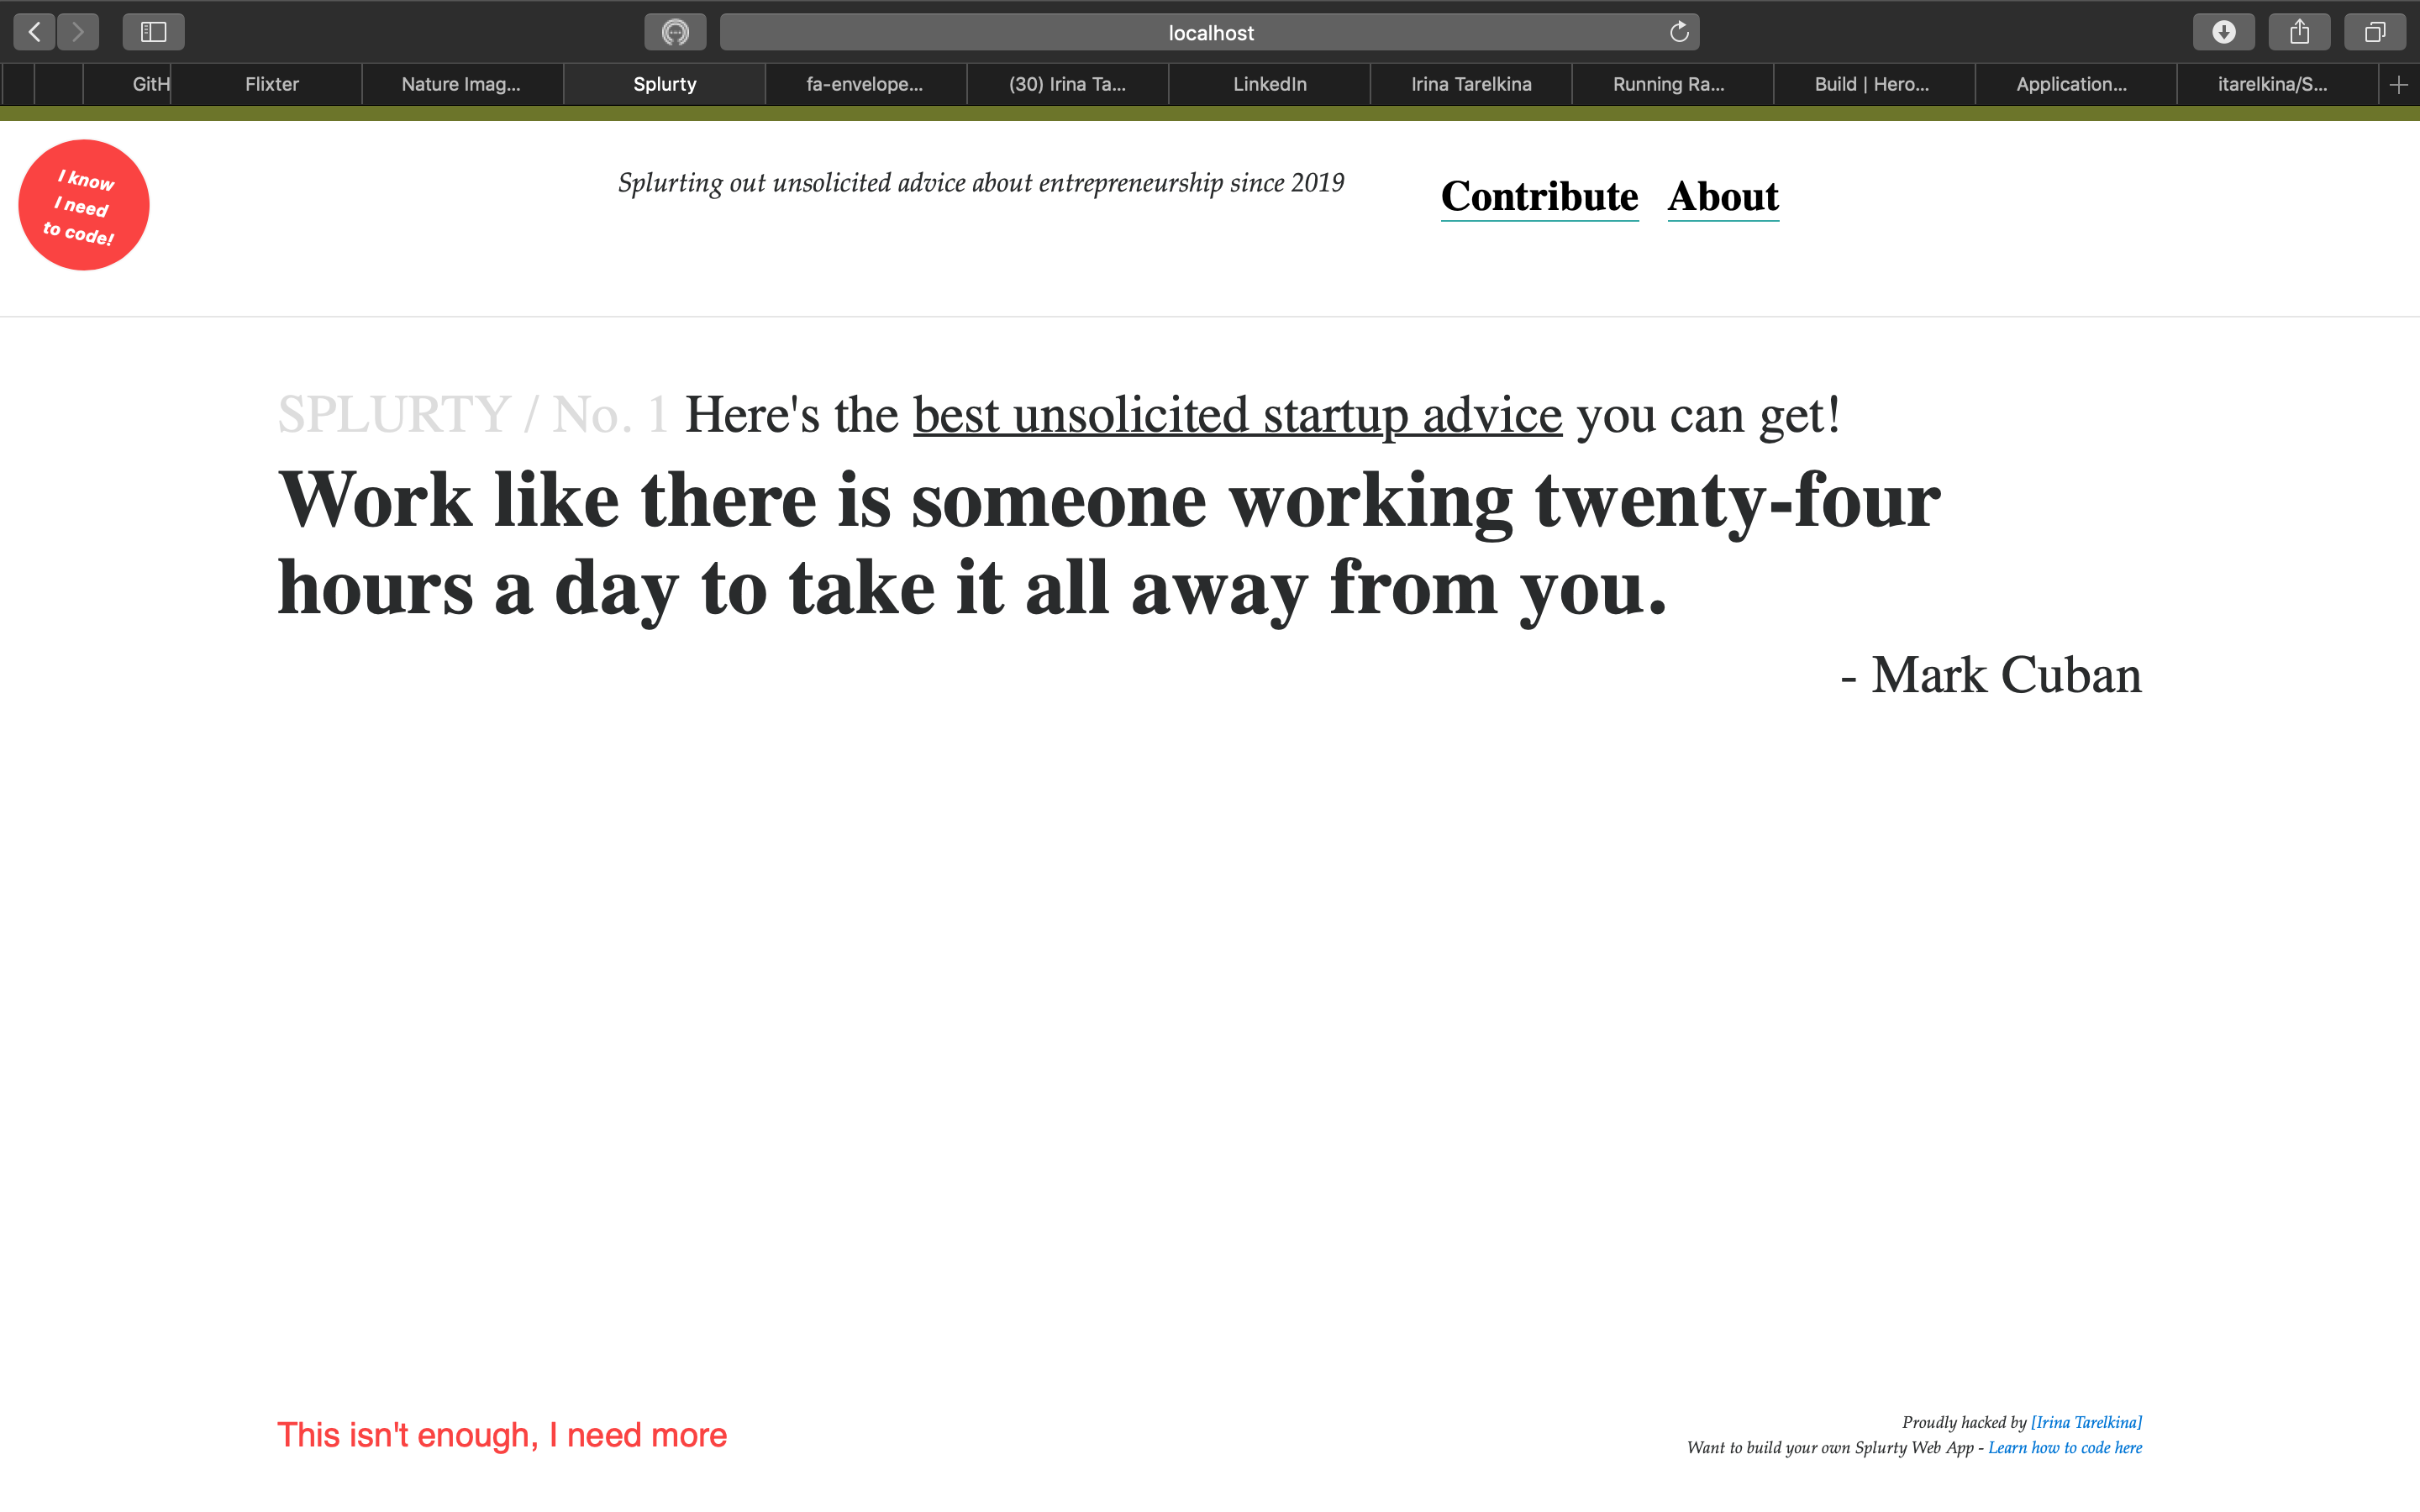 localhost
GitH
Flixter
Nature Imag...
Splurty
fa-envelope...
(30) Irina Ta...
LinkedIn
Irina Tarelkina
Running Ra...
Build | Hero...
Application...
itarelkina/S...
I know
I need
to code!
Splurting out unsolicited advice about entrepreneurship since 2019
Contribute About
SPLURTY / No. 1 Here's the best unsolicited startup advice you can get!
Work like there is someone working twenty-four
hours a day to take it all away from you.
- Mark Cuban
This isn't enough, I need more
Proudly hacked by [Irina Tarelkina]
Want to build your own Splurty Web App - Learn how to code here